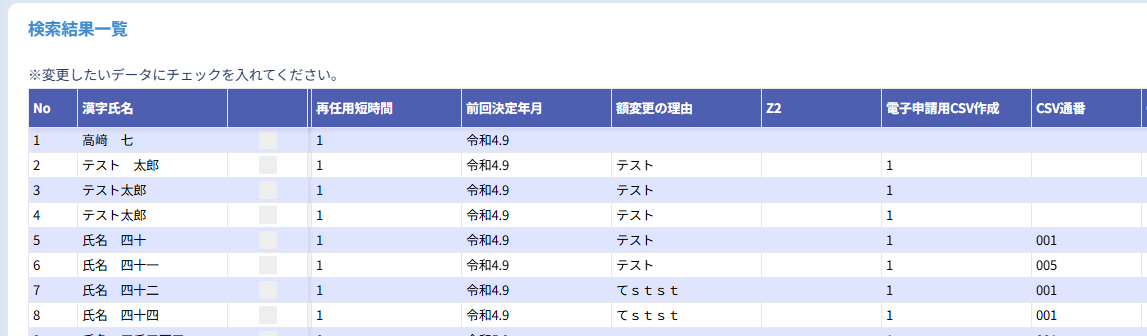 検索結果一覧
※変更したいデータにチェックを入れてください。
No 漢字氏名 再任用短時間 前回決定年月 額変更の理由 Z2 電子申請用CSV作成 CSV通番
1 高﨑　七 1 令和4.9
2 テスト　太郎 1 令和4.9 テスト 1
3 テスト太郎 1 令和4.9 テスト 1
4 テスト太郎 1 令和4.9 テスト 1
5 氏名　四十 1 令和4.9 テスト 1 001
6 氏名　四十一 1 令和4.9 テスト 1 005
7 氏名　四十二 1 令和4.9 てｓｔｓｔ 1 001
8 氏名　四十四 1 令和4.9 てｓｔｓｔ 1 001